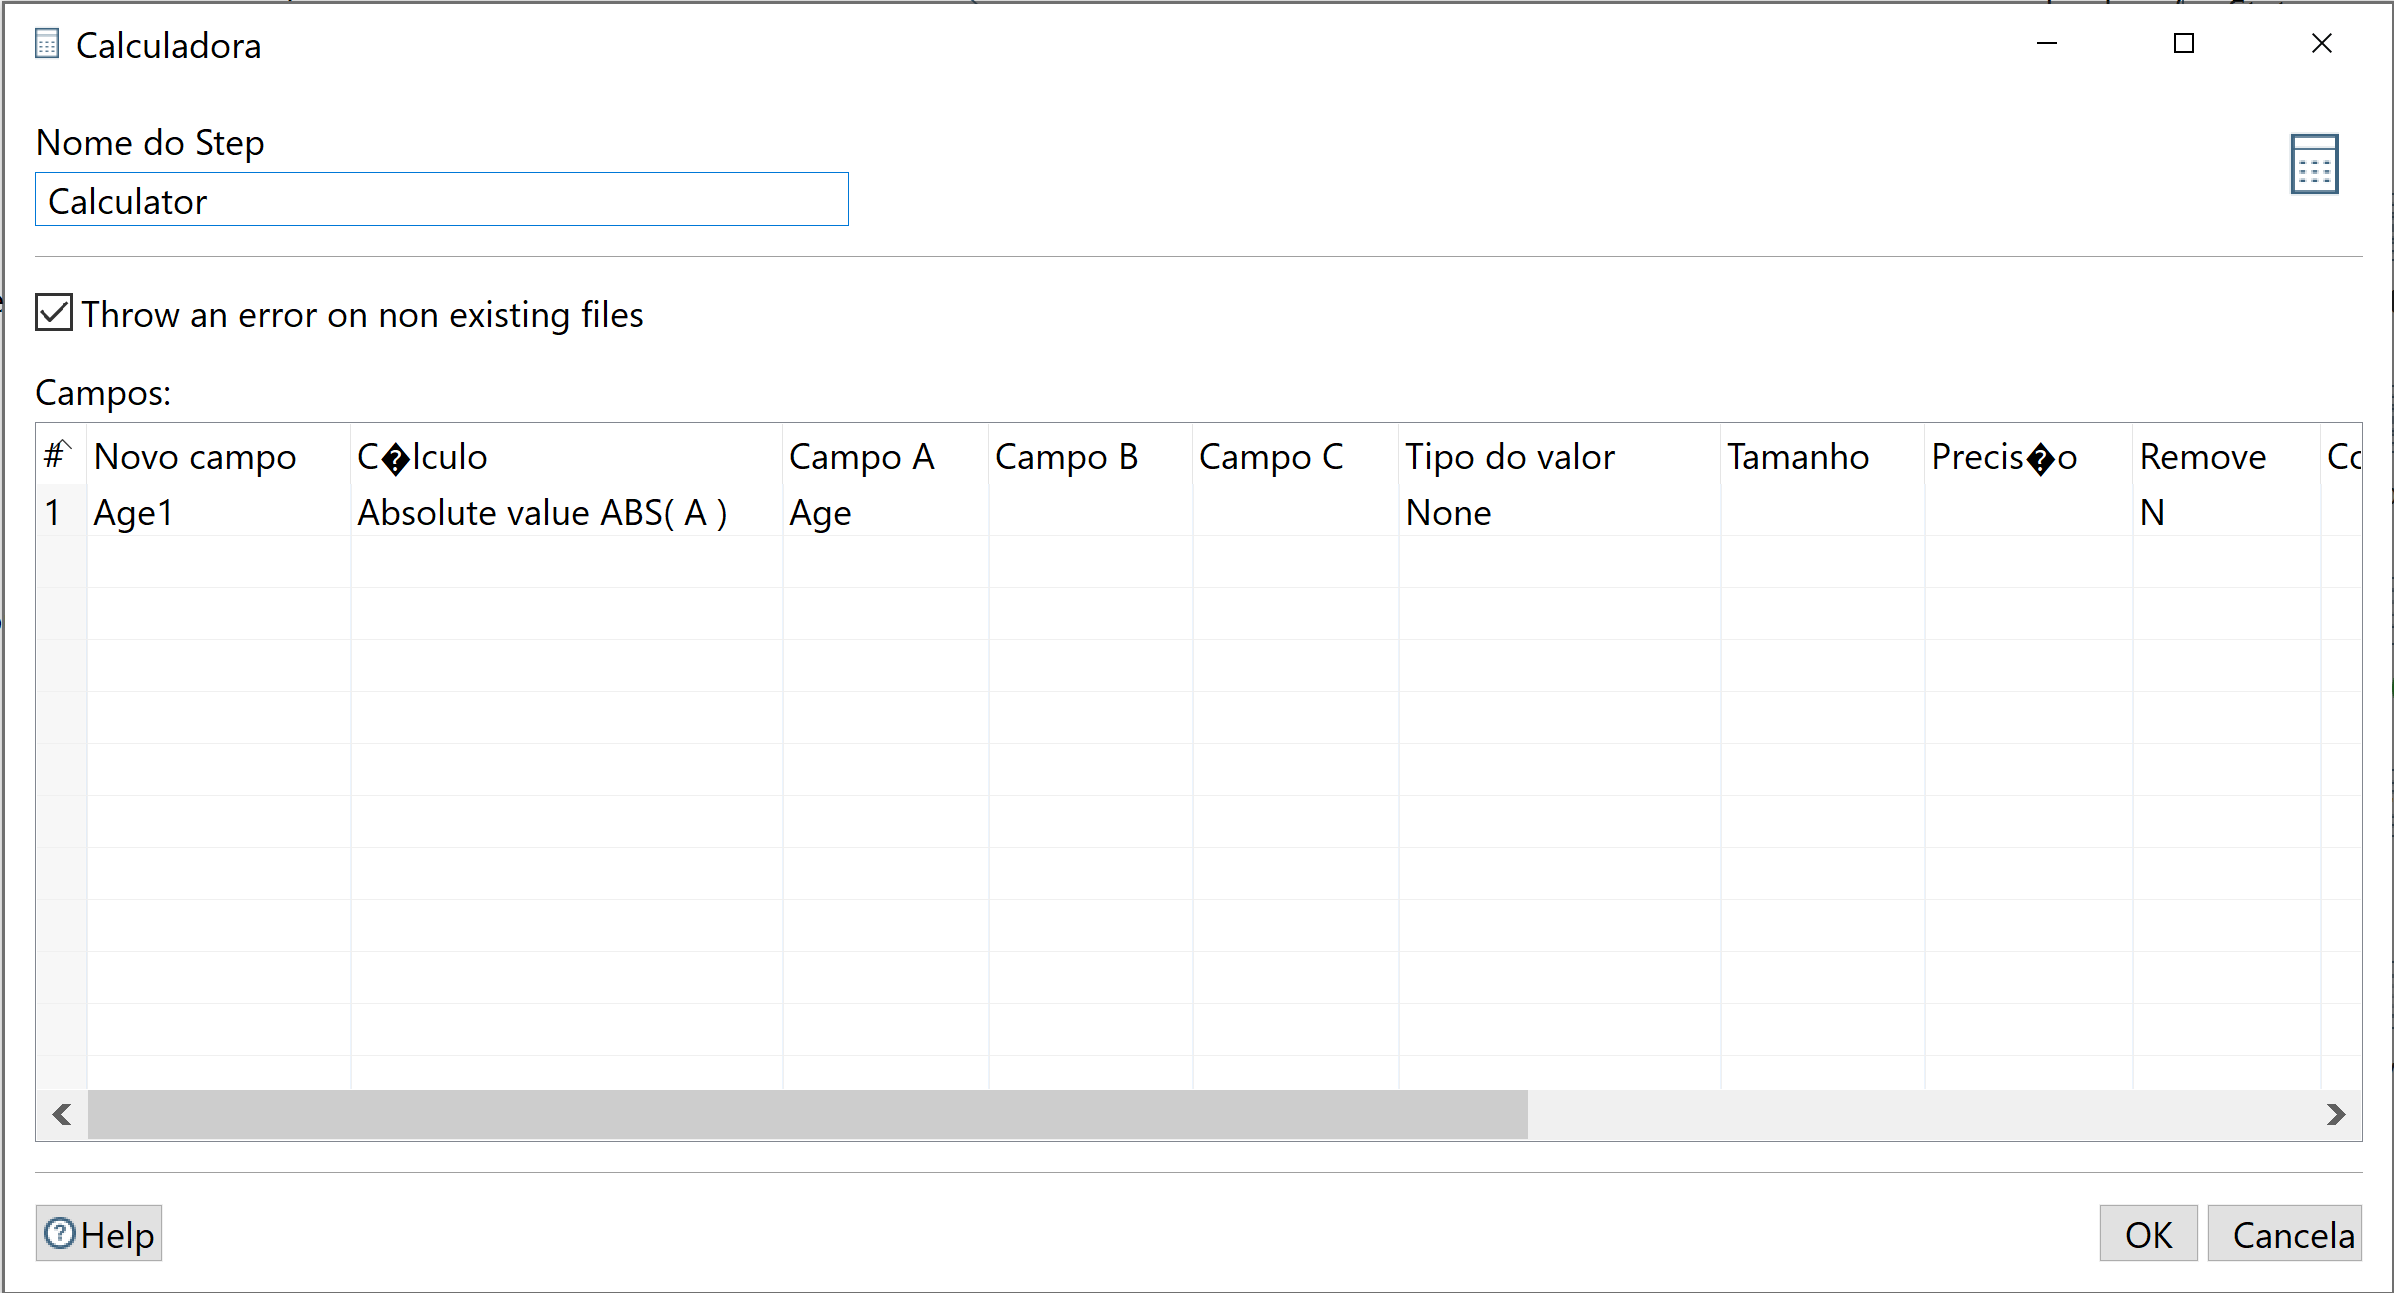 Calculadora
Nome do Step
Calculator
Throw an error on non existing files
Campos:
# Novo campo C�lculo Campo A Campo B Campo C Tipo do valor Tamanho Precis�o Remove
1 Age1 Absolute value ABS( A ) Age None N
Help OK Cancela